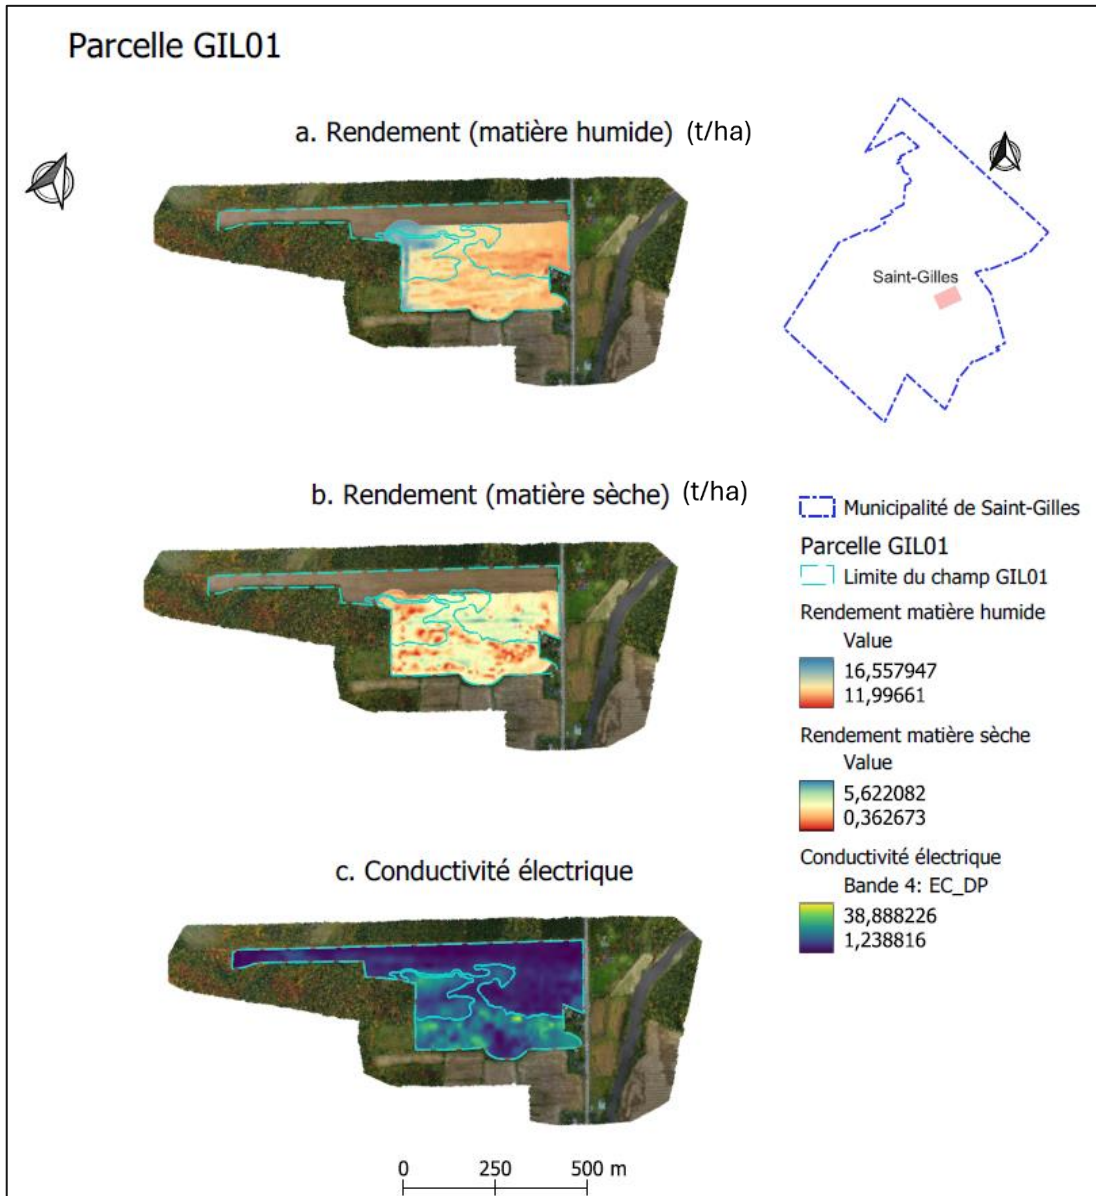 Parcelle GIL01
a. Rendement (matière humide) (t/ha)
Saint-Gilles
b. Rendement (matière sèche) (t/ha)
Municipalité de Saint-Gilles
Parcelle GIL01
Limite du champ GIL01
Rendement matière humide
Value
16,557947
11,99661
Rendement matière sèche
Value
5,622082
0,362673
c. Conductivité électrique
Conductivité électrique
Bande 4: EC_DP
38,888226
1,238816
0 250 500 m